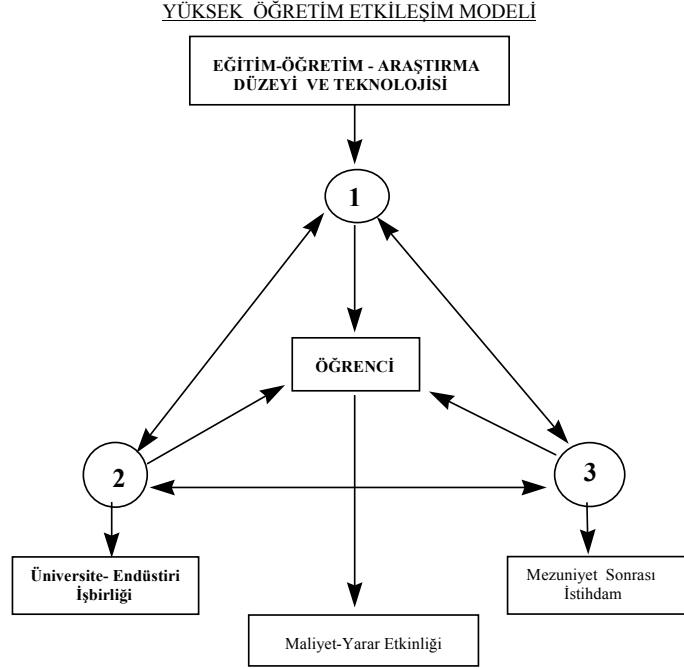 YÜKSEK ÖĞRETİM ETKİLEŞİM MODELİ
EĞİTİM-ÖĞRETİM - ARAŞTIRMA
DÜZEYİ VE TEKNOLOJİSİ
1
ÖĞRENCİ
2
3
Üniversite- Endüstiri
İşbirliği
Mezuniyet Sonrası
İstihdam
Maliyet-Yarar Etkinliği